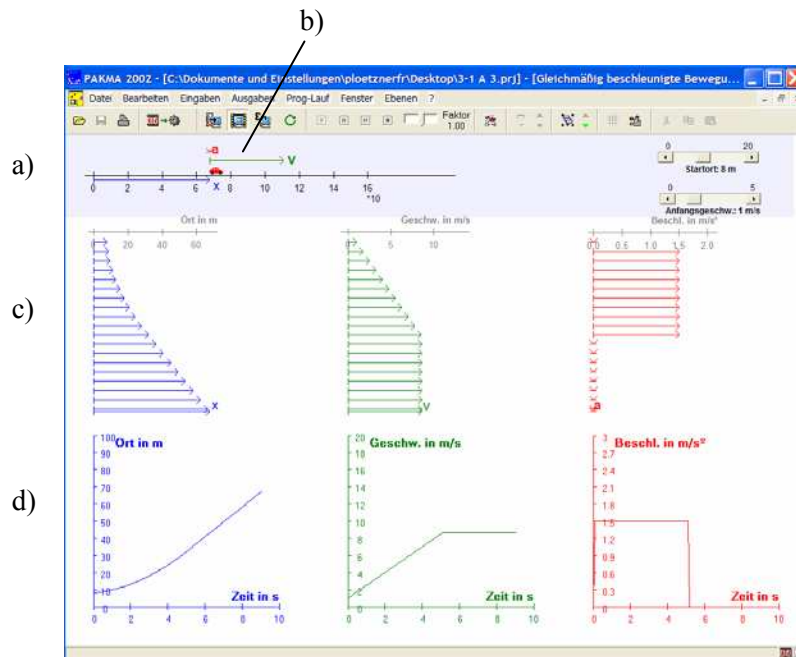 b)
PAKMA 2002 - [C:\Dokumente und Einstellungen\ploetznerfr\Desktop\3-1 A 3.prj] - [Gleichmäßig beschleunigte Bewegu...
Datei Bearbeiten Eingaben Ausgaben Prog-Lauf Fenster Ebenen ?
Faktor
1.00
a)
a
v
x
0 2 4 6 8 10 12 14 16
*10
0 20
Startort: 8 m
0 5
Anfangsgeschw.: 1 m/s
c)
Ort in m
0 20 40 60
x
Geschw. in m/s
0 5 10
v
Beschl. in m/s²
0.0 0.5 1.0 1.5 2.0
a
d)
Ort in m
100
90
80
70
60
50
40
30
20
10
0
0 2 4 6 8 10
Zeit in s
Geschw. in m/s
20
18
16
14
12
10
8
6
4
2
0
0 2 4 6 8 10
Zeit in s
Beschl. in m/s²
3
2.7
2.4
2.1
1.8
1.5
1.2
0.9
0.6
0.3
0
0 2 4 6 8 10
Zeit in s